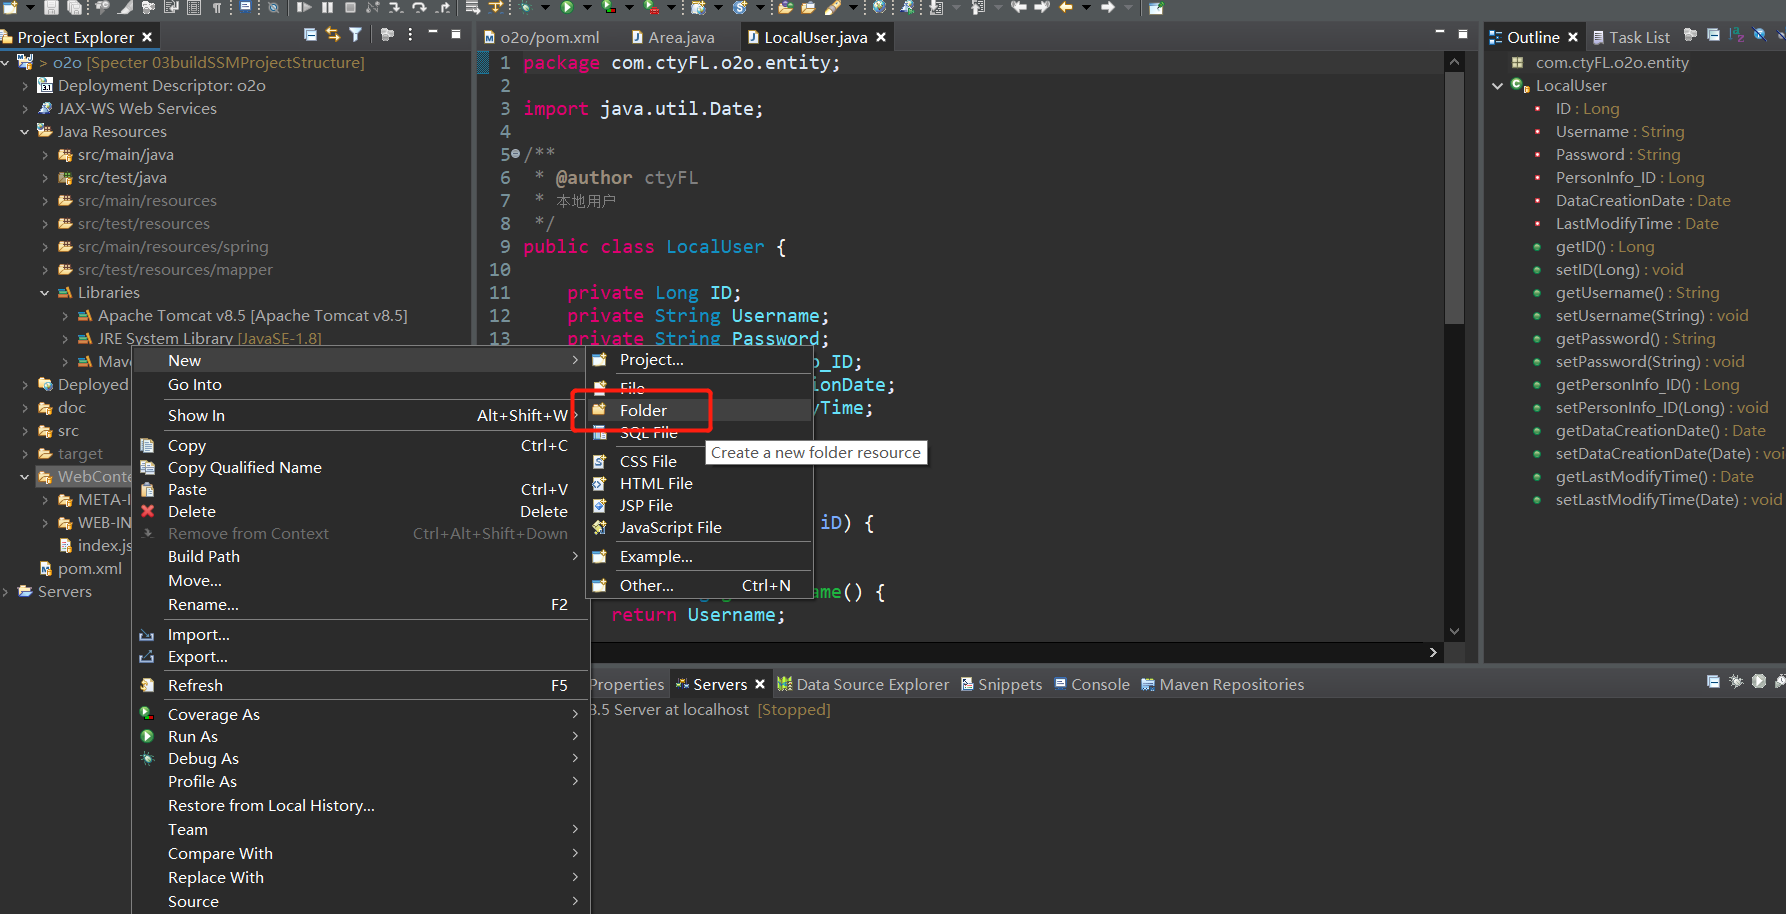 Project Explorer
> o2o [Specter 03buildSSMProjectStructure]
Deployment Descriptor: o2o
JAX-WS Web Services
Java Resources
src/main/java
src/test/java
src/main/resources
src/test/resources
src/main/resources/spring
src/test/resources/mapper
Libraries
Apache Tomcat v8.5 [Apache Tomcat v8.5]
JRE System Library [JavaSE-1.8]
Mav
Deployed
doc
src
target
WebConte
META-I
WEB-IN
index.js
pom.xml
Servers
New
Go Into
Show In Alt+Shift+W
Copy Ctrl+C
Copy Qualified Name
Paste Ctrl+V
Delete Delete
Remove from Context Ctrl+Alt+Shift+Down
Build Path
Move...
Rename... F2
Import...
Export...
Refresh F5
Coverage As
Run As
Debug As
Profile As
Restore from Local History...
Team
Compare With
Replace With
Source
Project...
File
Folder
SQL File
CSS File
HTML File
JSP File
JavaScript File
Example...
Other... Ctrl+N
Create a new folder resource
o2o/pom.xml Area.java LocalUser.java
1 package com.ctyFL.o2o.entity;
2
3 import java.util.Date;
4
5 /**
6 * @author ctyFL
7 * 本地用户
8 */
9 public class LocalUser {
10
11 private Long ID;
12 private String Username;
13 private String Password;
o_ID;
ionDate;
yTime;
iD) {
ame() {
return Username;
Properties Servers Data Source Explorer Snippets Console Maven Repositories
8.5 Server at localhost [Stopped]
Outline Task List
com.ctyFL.o2o.entity
LocalUser
ID : Long
Username : String
Password : String
PersonInfo_ID : Long
DataCreationDate : Date
LastModifyTime : Date
getID() : Long
setID(Long) : void
getUsername() : String
setUsername(String) : void
getPassword() : String
setPassword(String) : void
getPersonInfo_ID() : Long
setPersonInfo_ID(Long) : void
getDataCreationDate() : Date
setDataCreationDate(Date) : voi
getLastModifyTime() : Date
setLastModifyTime(Date) : void